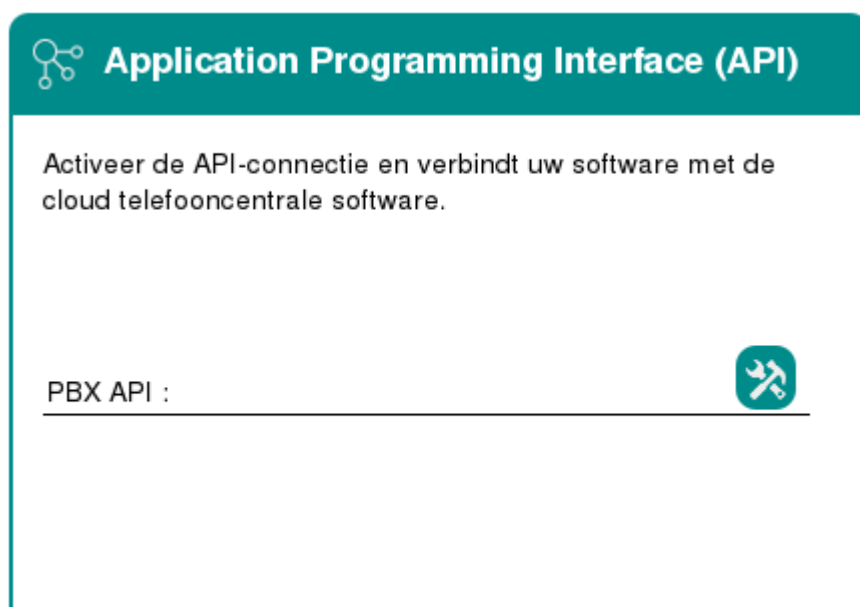 Application Programming Interface (API)
Activeer de API-connectie en verbindt uw software met de
cloud telefooncentrale software.
PBX API :